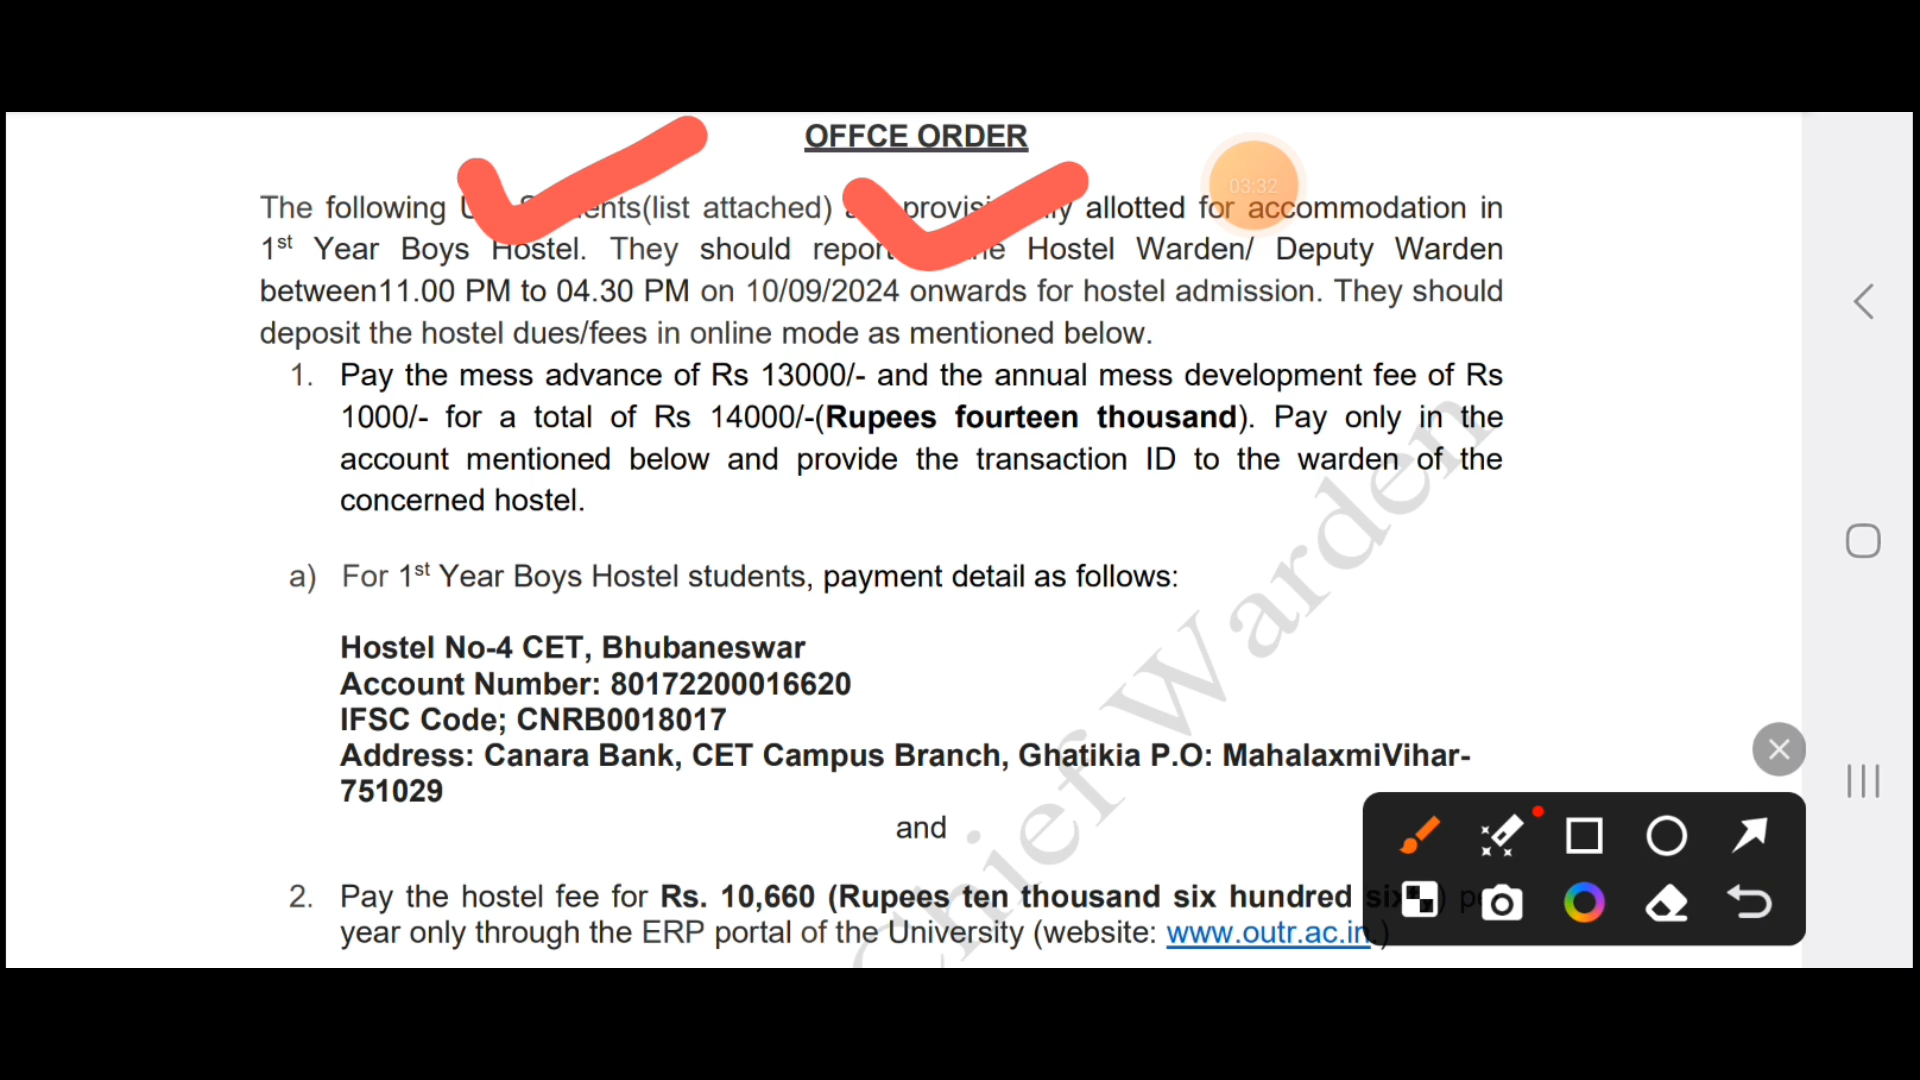 OFFCE ORDER
03:32
The following ents(list attached) allotted for accommodation in
1st Year Boys Hostel. They should report Hostel Warden/ Deputy Warden
between11.00 PM to 04.30 PM on 10/09/2024 onwards for hostel admission. They should
deposit the hostel dues/fees in online mode as mentioned below.
1. Pay the mess advance of Rs 13000/- and the annual mess development fee of Rs
1000/- for a total of Rs 14000/-(Rupees fourteen thousand). Pay only in the
account mentioned below and provide the transaction ID to the warden of the
concerned hostel.
a) For 1st Year Boys Hostel students, payment detail as follows:
Hostel No-4 CET, Bhubaneswar
Account Number: 80172200016620
IFSC Code; CNRB0018017
Address: Canara Bank, CET Campus Branch, Ghatikia P.O: MahalaxmiVihar-
751029
and
2. Pay the hostel fee for Rs. 10,660 (Rupees ten thousand six hundred
year only through the ERP portal of the University (website: www.outr.ac.in.)
Chief Warden